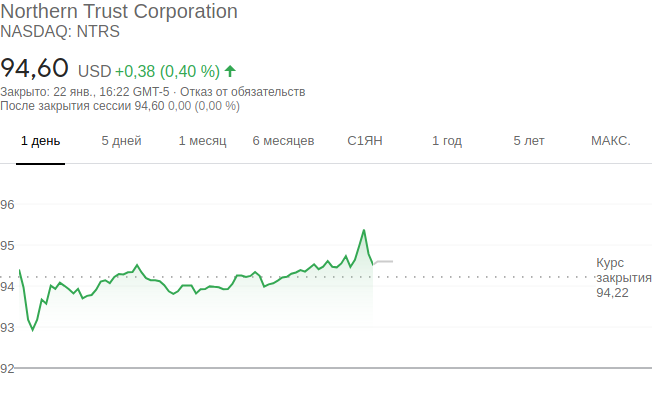 Northern Trust Corporation
NASDAQ: NTRS
94,60 USD +0,38 (0,40 %)
Закрыто: 22 янв., 16:22 GMT-5 · Отказ от обязательств
После закрытия сессии 94,60 0,00 (0,00 %)
1 день 5 дней 1 месяц 6 месяцев С1ЯН 1 год 5 лет МАКС.
96
95
Курс
закрытия
94
94,22
93
92